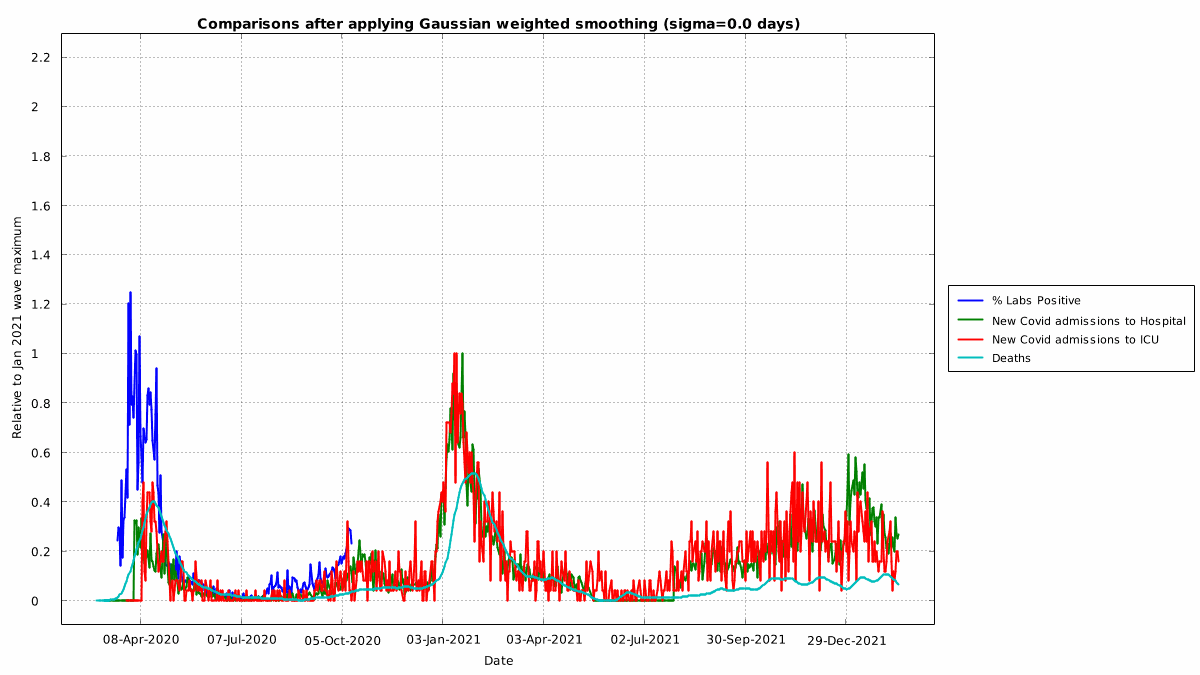 Comparisons after applying Gaussian weighted smoothing (sigma=0.0 days)
2.2
2
1.8
1.6
1.4
1.2
1
0.8
0.6
0.4
0.2
0
Relative to Jan 2021 wave maximum
08-Apr-2020 07-Jul-2020 05-Oct-2020 03-Jan-2021 03-Apr-2021 02-Jul-2021 30-Sep-2021 29-Dec-2021
Date
% Labs Positive
New Covid admissions to Hospital
New Covid admissions to ICU
Deaths